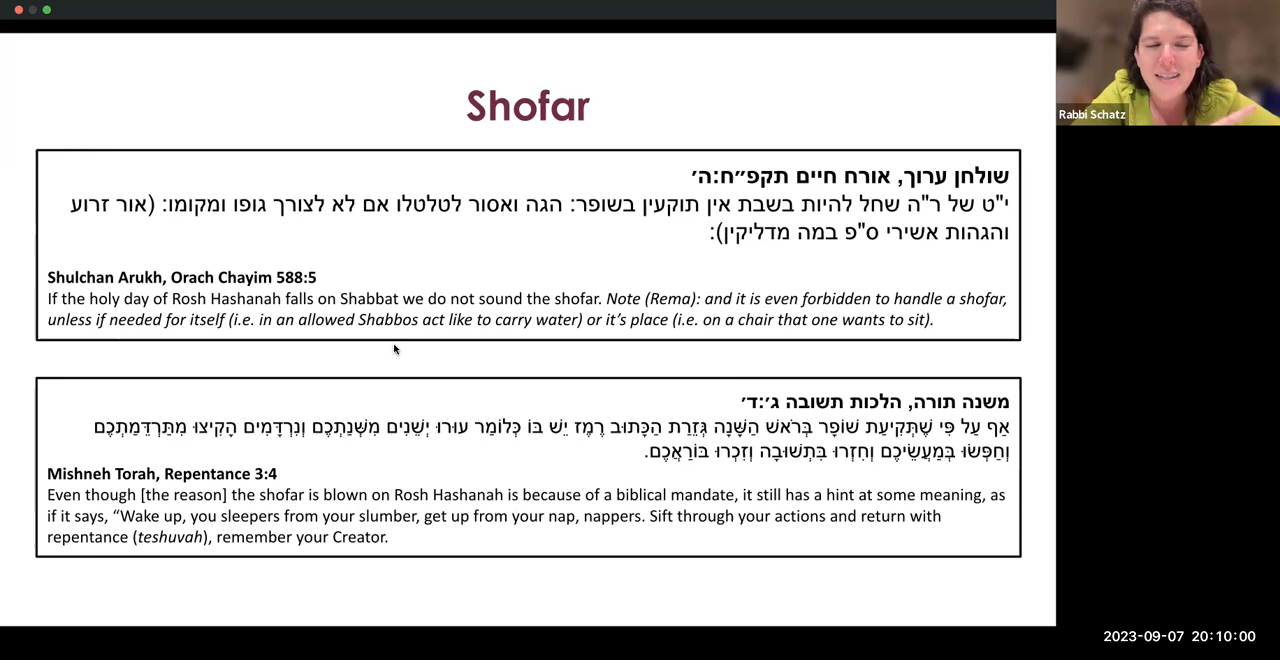 Shofar
שולחן ערוך, אורח חיים תקפ״ח:ה׳
י"ט של ר"ה שחל להיות בשבת אין תוקעין בשופר: הגה ואסור לטלטלו אם לא לצורך גופו ומקומו: (אור זרוע
והגהות אשירי ס"פ במה מדליקין):
Shulchan Arukh, Orach Chayim 588:5
If the holy day of Rosh Hashanah falls on Shabbat we do not sound the shofar. Note (Rema): and it is even forbidden to handle a shofar,
unless if needed for itself (i.e. in an allowed Shabbos act like to carry water) or it’s place (i.e. on a chair that one wants to sit).
משנה תורה, הלכות תשובה ג׳:ד׳
אַף עַל פִּי שֶׁתְּקִיעַת שׁוֹפָר בְּרֹאשׁ הַשָּׁנָה גְּזֵרַת הַכָּתוּב רֶמֶז יֵשׁ בּוֹ כְּלוֹמַר עוּרוּ יְשֵׁנִים מִשְּׁנַתְכֶם וְנִרְדָּמִים הָקִיצוּ מִתַּרְדֵּמַתְכֶם
וְחַפְּשׂוּ בְּמַעֲשֵׂיכֶם וְחִזְרוּ בִּתְשׁוּבָה וְזִכְרוּ בּוֹרַאֲכֶם.
Mishneh Torah, Repentance 3:4
Even though [the reason] the shofar is blown on Rosh Hashanah is because of a biblical mandate, it still has a hint at some meaning, as
if it says, “Wake up, you sleepers from your slumber, get up from your nap, nappers. Sift through your actions and return with
repentance (teshuvah), remember your Creator.
Rabbi Schatz
2023-09-07 20:10:00